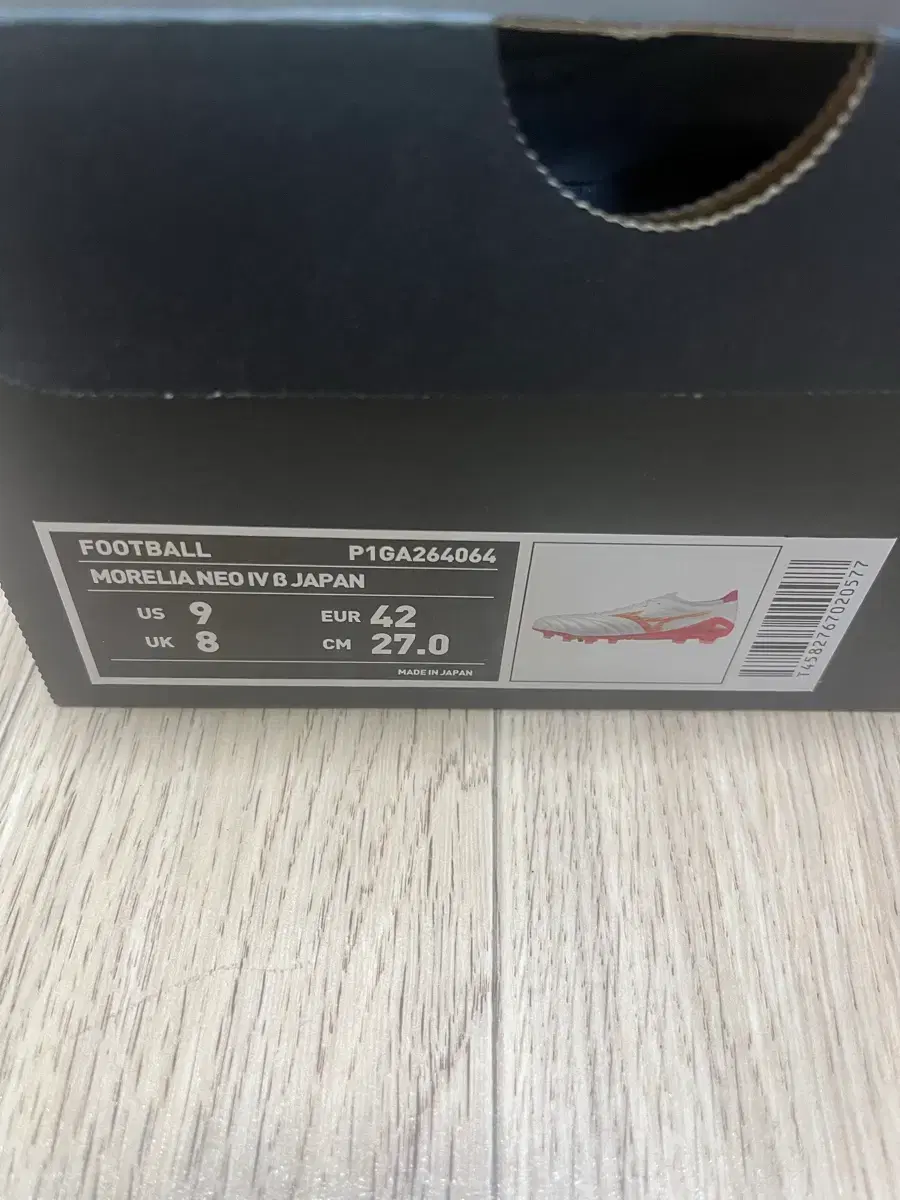 FOOTBALL P1GA264064
MORELIA NEO IV β JAPAN
US 9 EUR 42
UK 8 CM 27.0
MADE IN JAPAN
T4582767020577